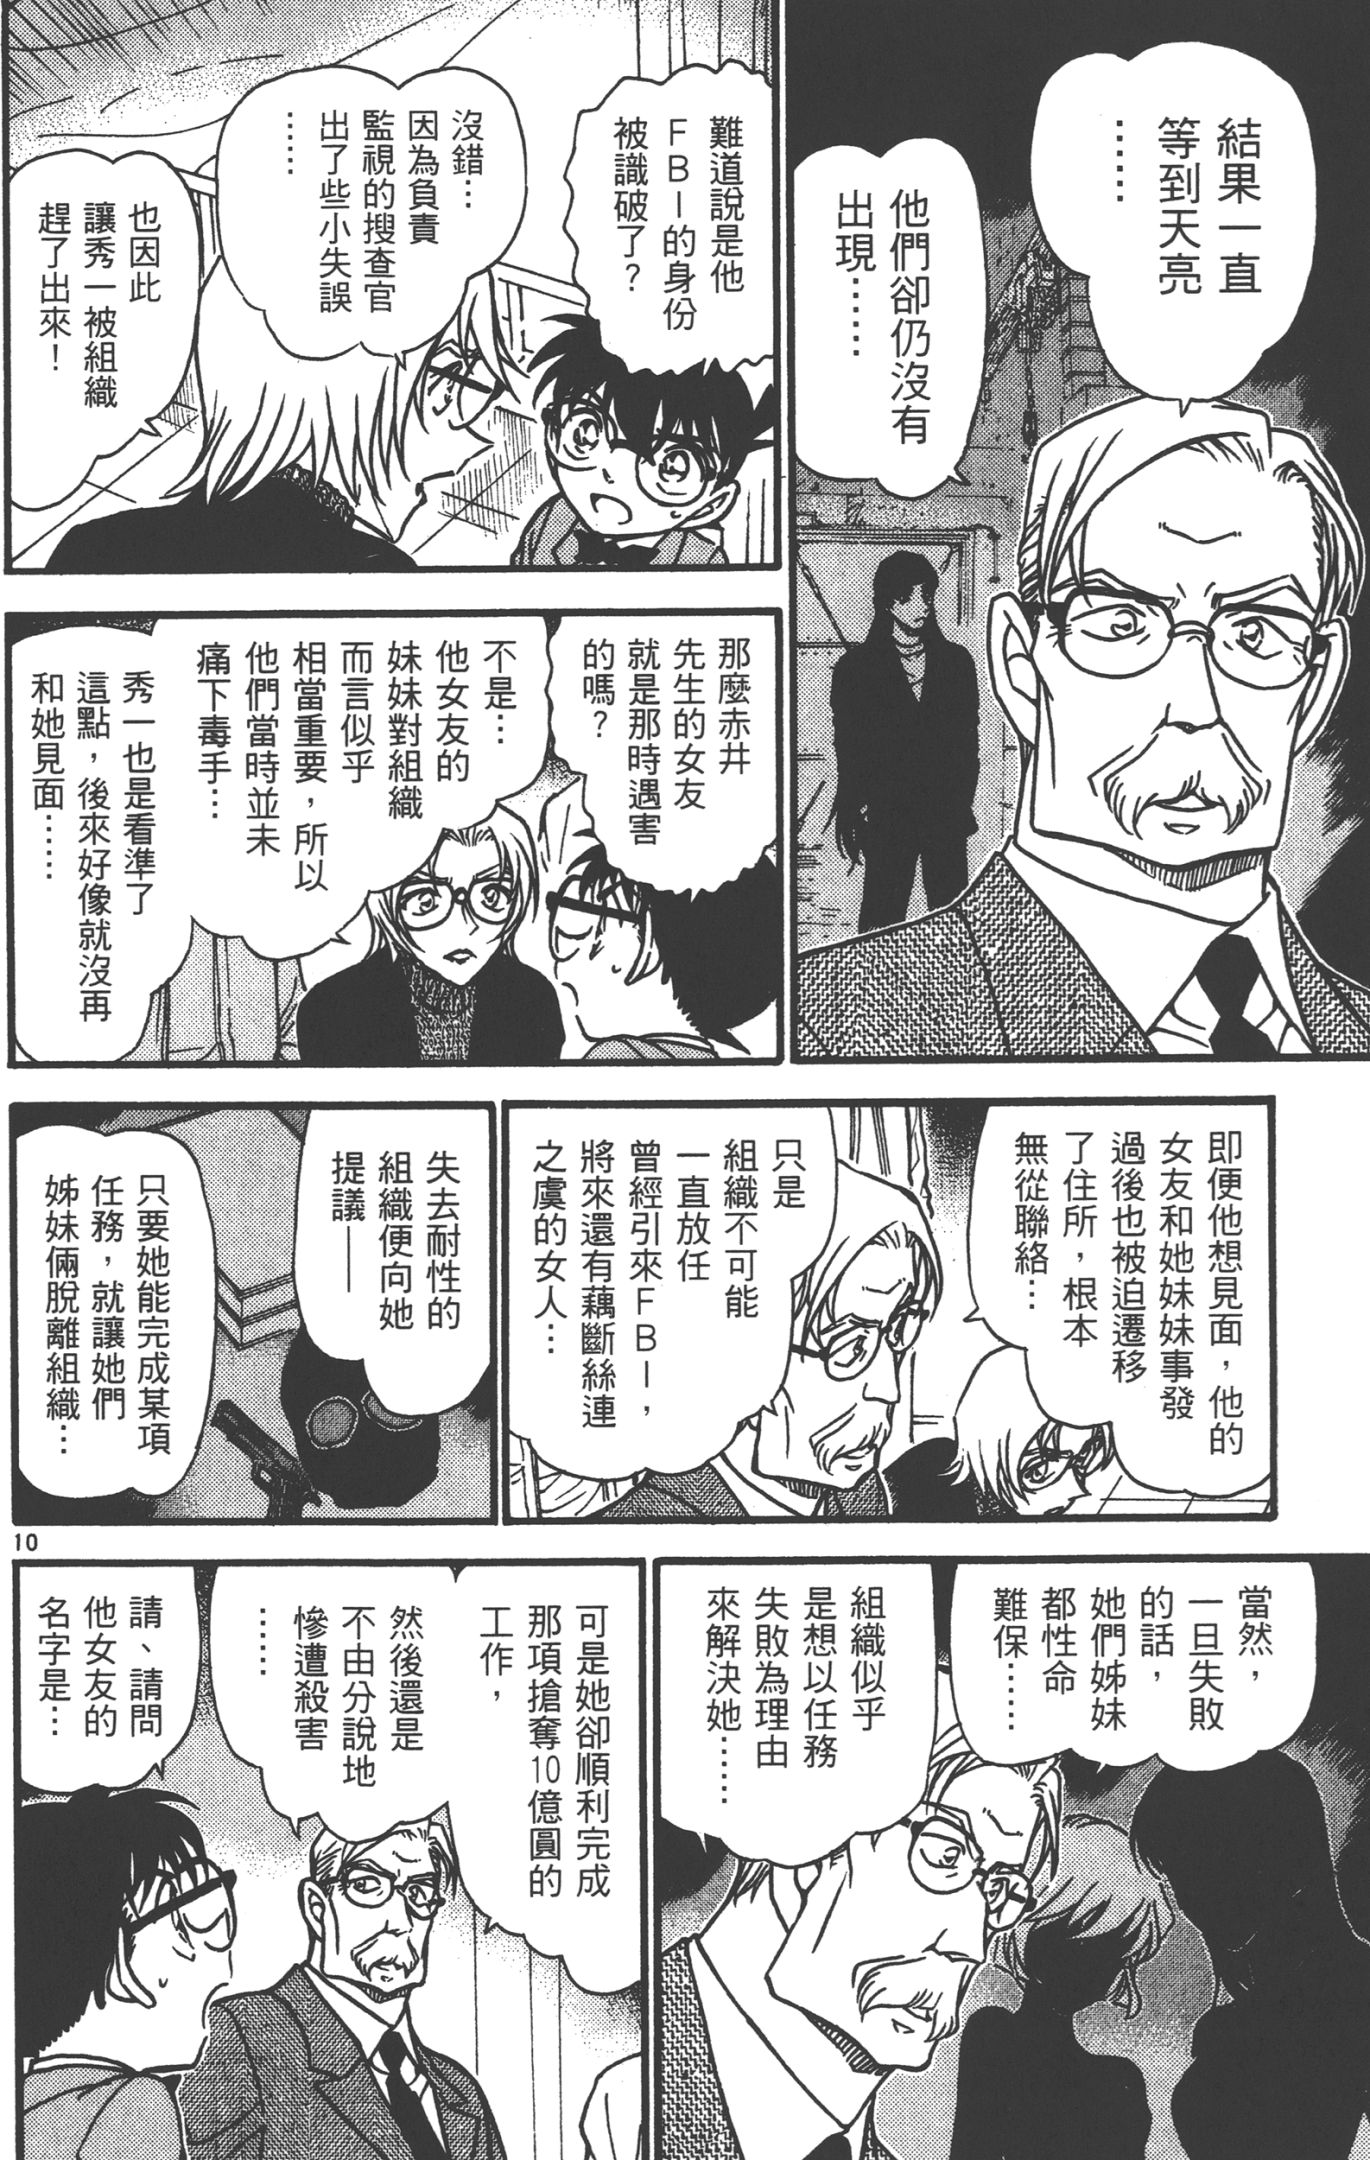 結果一直
等到天亮
……
他們卻仍沒有
出現……
難道說是他
FBI的身份
被識破了？
沒錯…
因為負責
監視的搜查官
出了些小失誤
……
也因此
讓秀一被組織
趕了出來！
那麼赤井
先生的女友
就是那時遇害
的嗎？
不是…
他女友的
妹妹對組織
而言似乎
相當重要，所以
他們當時並未
痛下毒手…
秀一也是看準了
這點，後來好像就沒再
和她見面……
即便他想見面，他的
女友和她妹妹事發
過後也被迫遷移
了住所，根本
無從聯絡…
只是
組織不可能
一直放任
曾經引來FBI，
將來還有藕斷絲連
之虞的女人…
失去耐性的
組織便向她
提議——
只要她能完成某項
任務，就讓她們
姊妹倆脫離組織…
10
當然，
一旦失敗
的話，
她們姊妹
都性命
難保……
組織似乎
是想以任務
失敗為理由
來解決她……
可是她卻順利完成
那項搶奪10億圓的
工作，
然後還是
不由分說地
慘遭殺害
……
請、請問
他女友的
名字是…